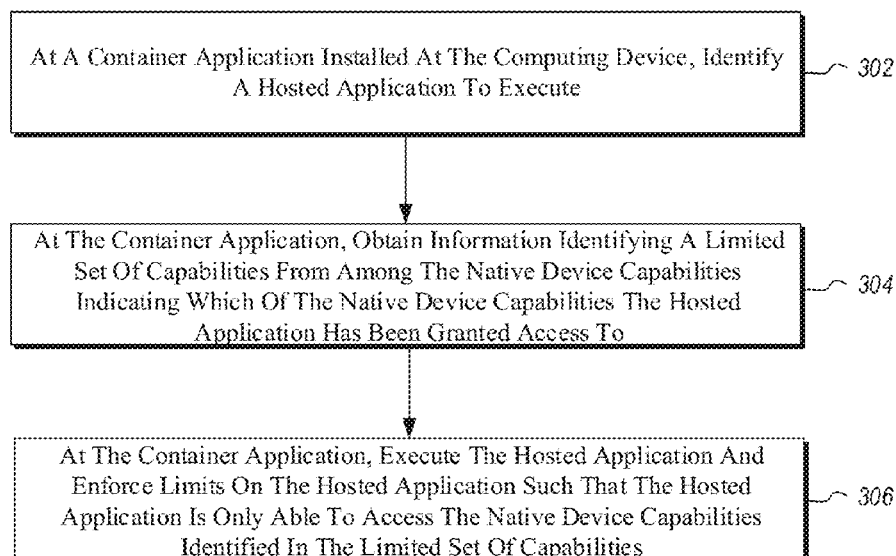 At A Container Application Installed At The Computing Device, Identify
A Hosted Application To Execute
302
At The Container Application, Obtain Information Identifying A Limited
Set Of Capabilities From Among The Native Device Capabilities
Indicating Which Of The Native Device Capabilities The Hosted
Application Has Been Granted Access To
304
At The Container Application, Execute The Hosted Application And
Enforce Limits On The Hosted Application Such That The Hosted
Application Is Only Able To Access The Native Device Capabilities
Identified In The Limited Set Of Capabilities
306